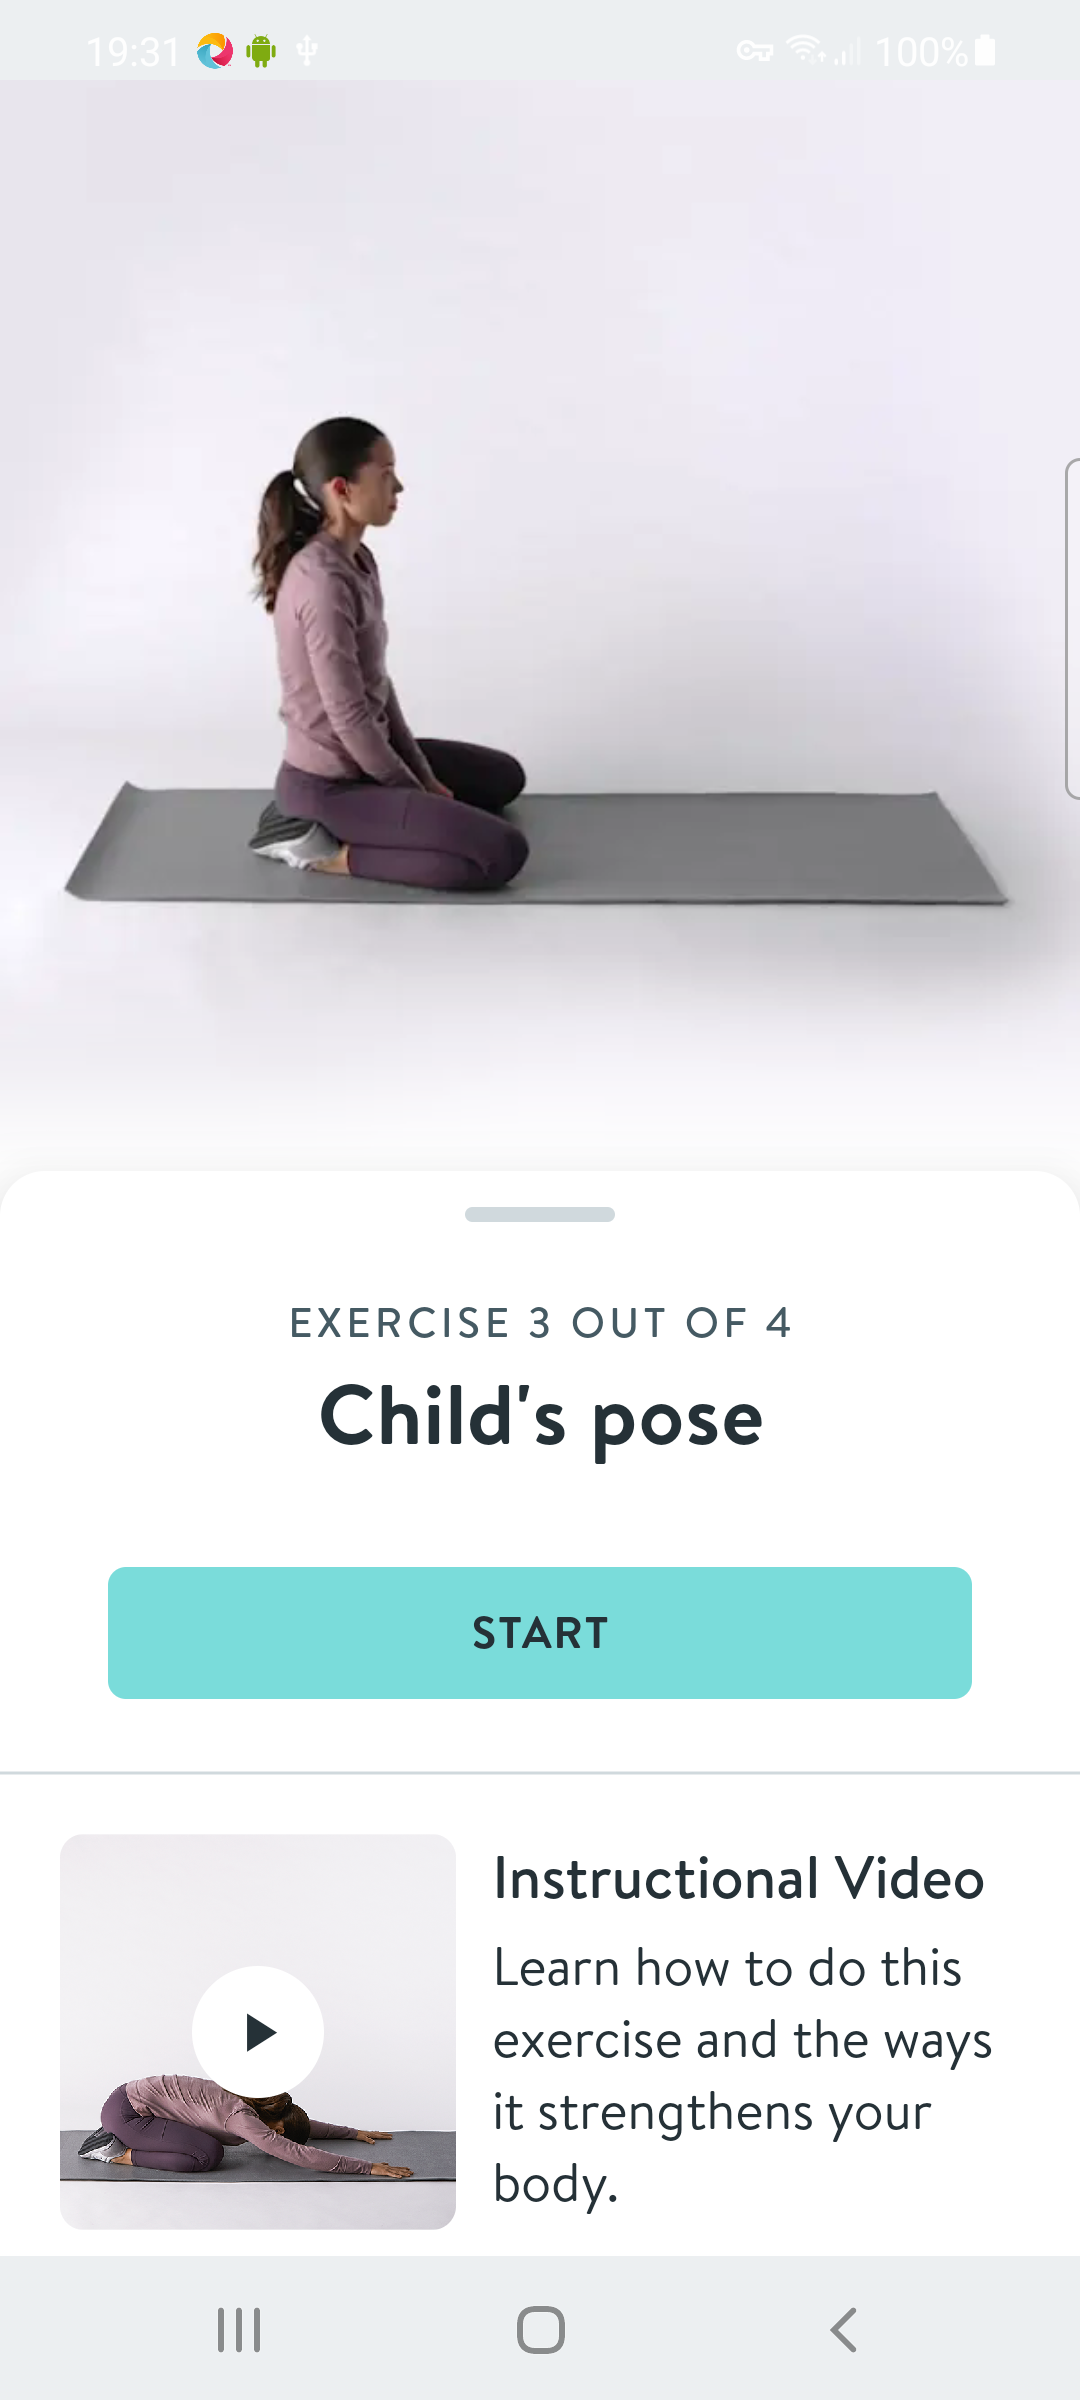 19:31 100%
EXERCISE 3 OUT OF 4
Child's pose
START
Instructional Video
Learn how to do this
exercise and the ways
it strengthens your
body.